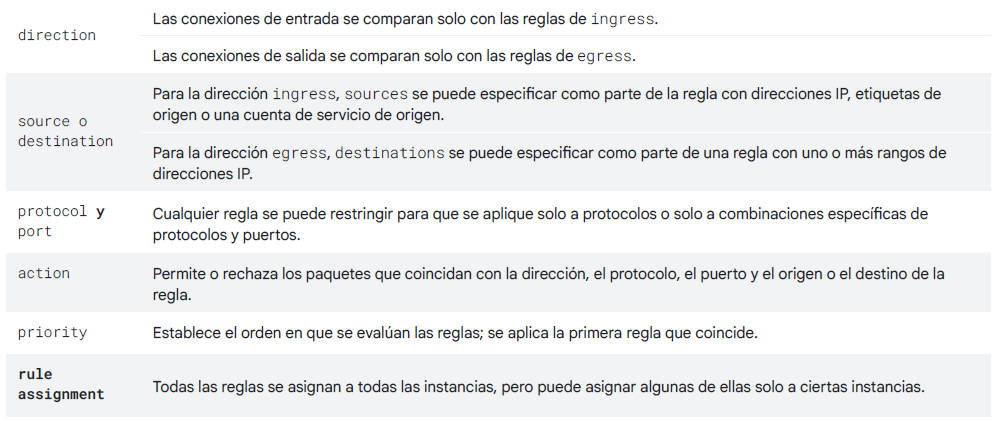 direction
Las conexiones de entrada se comparan solo con las reglas de ingress.
Las conexiones de salida se comparan solo con las reglas de egress.
source o
destination
Para la dirección ingress, sources se puede especificar como parte de la regla con direcciones IP, etiquetas de
origen o una cuenta de servicio de origen.
Para la dirección egress, destinations se puede especificar como parte de una regla con uno o más rangos de
direcciones IP.
protocol y
port
Cualquier regla se puede restringir para que se aplique solo a protocolos o solo a combinaciones específicas de
protocolos y puertos.
action
Permite o rechaza los paquetes que coincidan con la dirección, el protocolo, el puerto y el origen o el destino de la
regla.
priority
Establece el orden en que se evalúan las reglas; se aplica la primera regla que coincide.
rule
assignment
Todas las reglas se asignan a todas las instancias, pero puede asignar algunas de ellas solo a ciertas instancias.